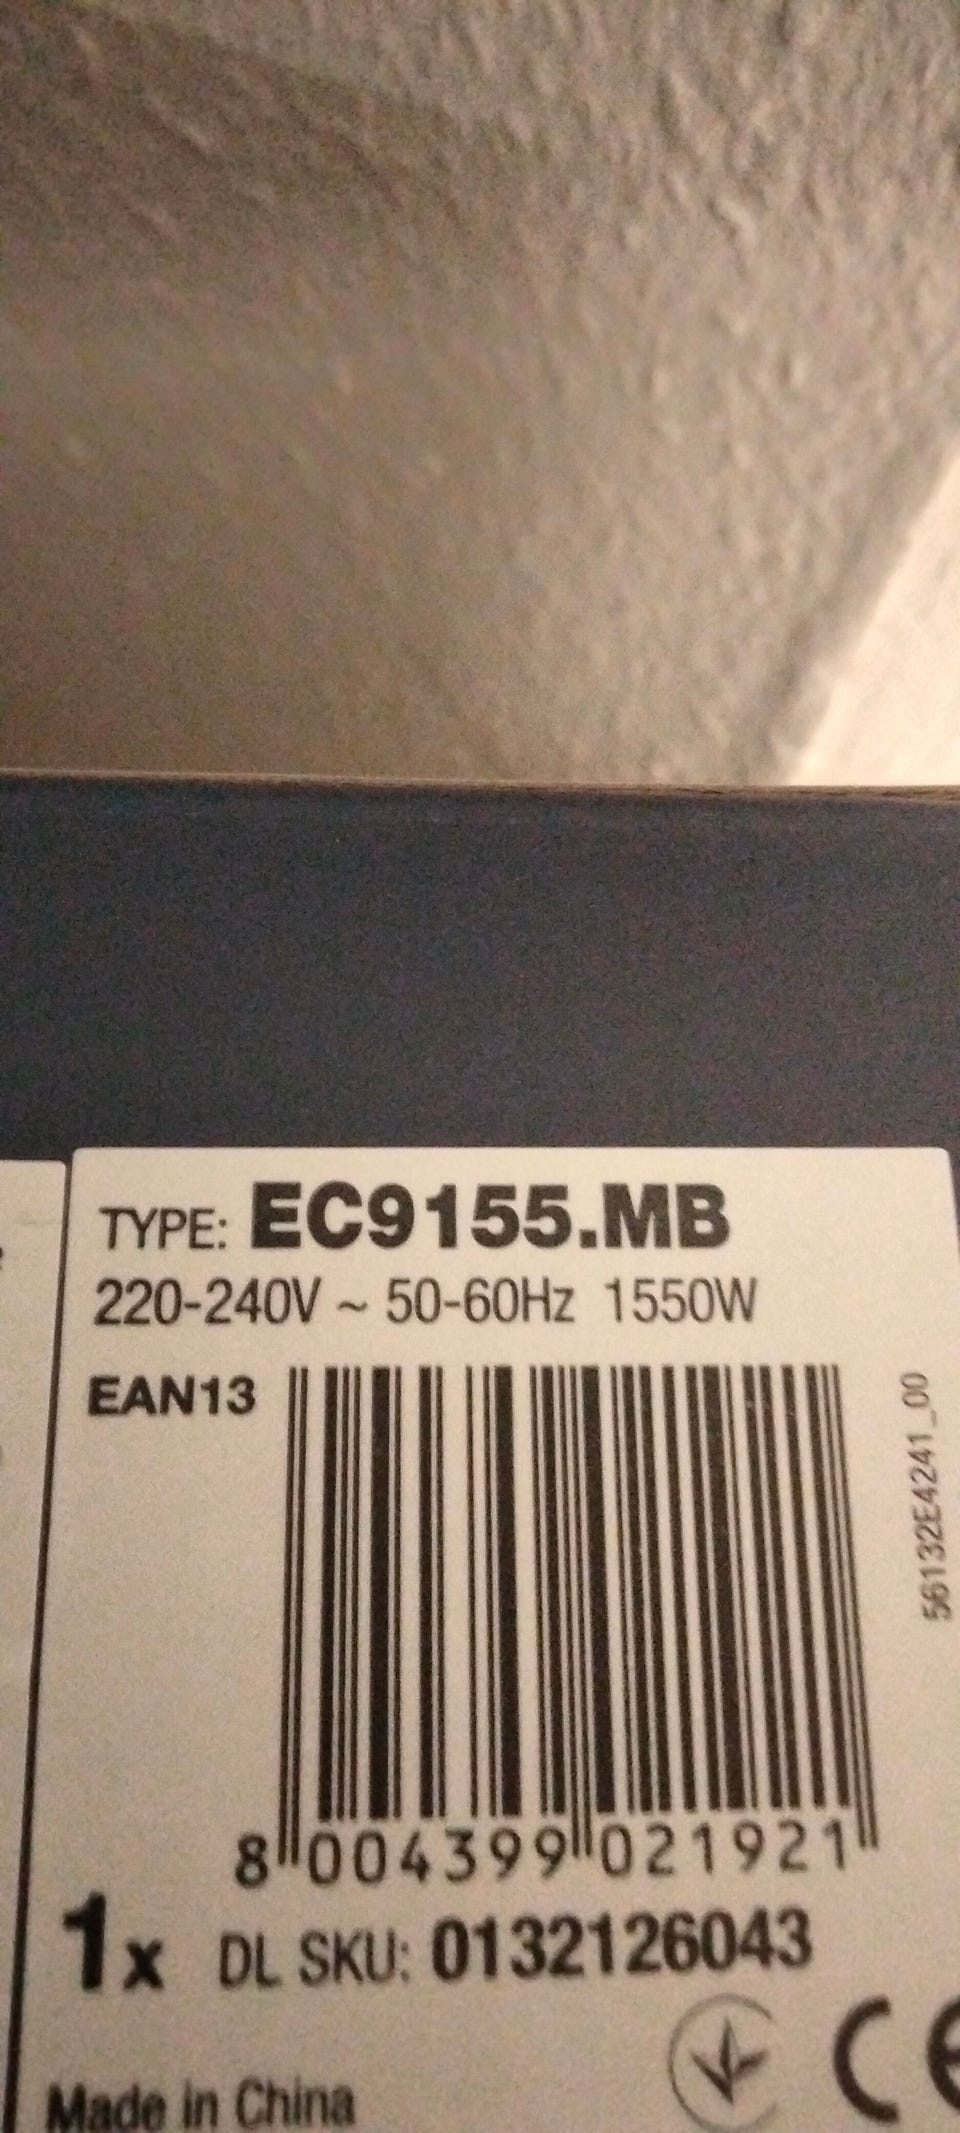 TYPE: EC9155.MB
220-240V ~ 50-60Hz 1550W
EAN13
56132E4241_00
8 004399 021921
1x DL SKU: 0132126043
CE
Made in China